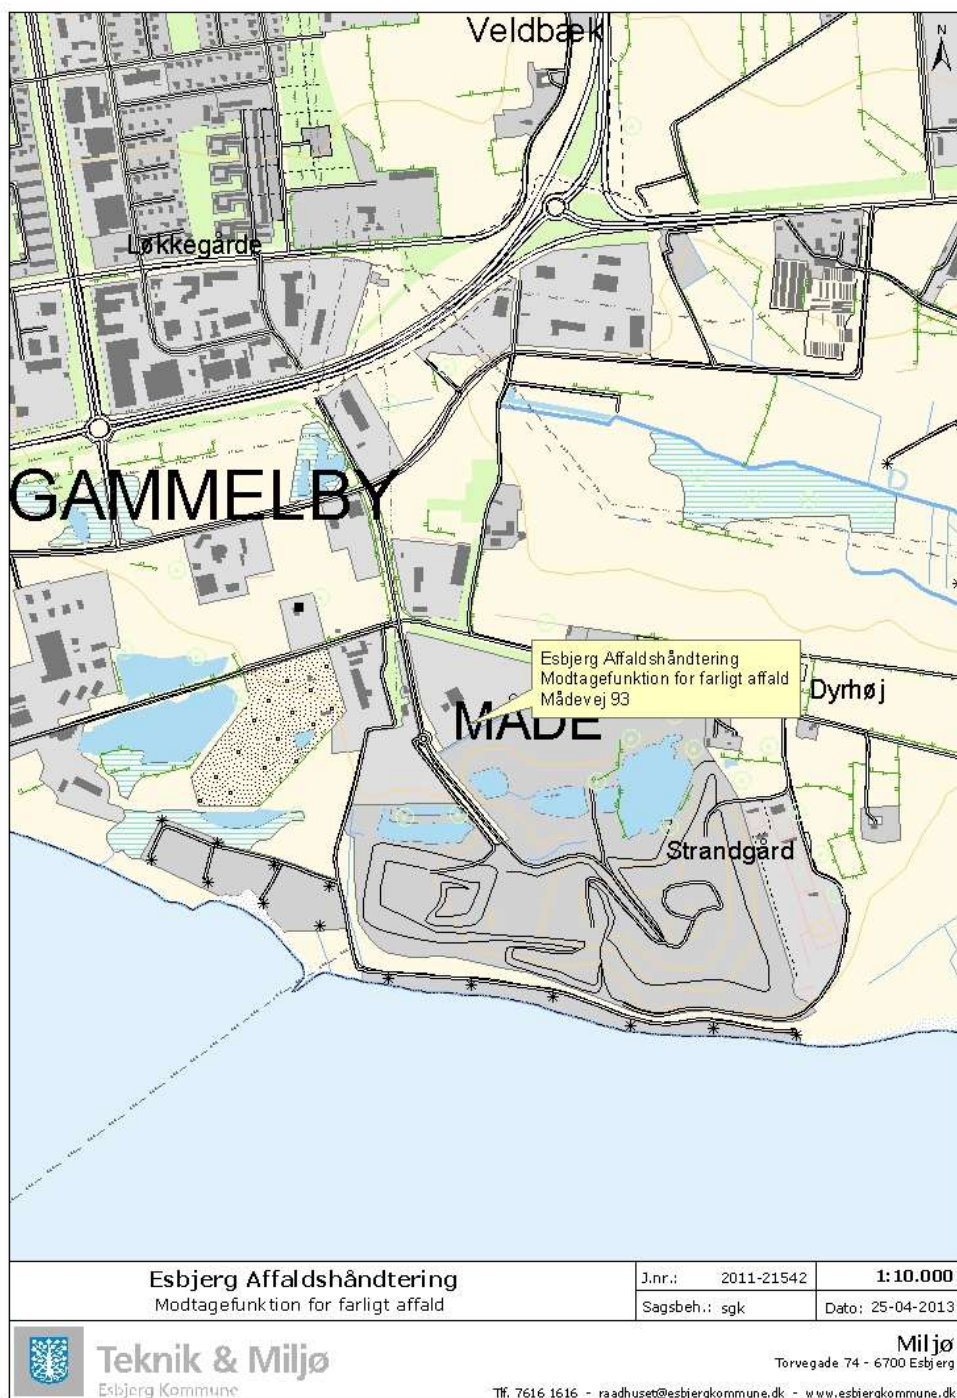 Veldbæk
N
Løkkegårde
GAMMELBY
Esbjerg Affaldshåndtering
Modtagefunktion for farligt affald
Mådevej 93
Dyrhøj
MÅDE
Strandgård
Esbjerg Affaldshåndtering
Modtagefunktion for farligt affald
J.nr.: 2011-21542
1:10.000
Sagsbeh.: sgk
Dato: 25-04-2013
Teknik & Miljø
Esbjerg Kommune
Miljø
Torvegade 74 - 6700 Esbjerg
Tlf. 7616 1616 - raadhuset@esbjergkommune.dk - www.esbjergkommune.dk